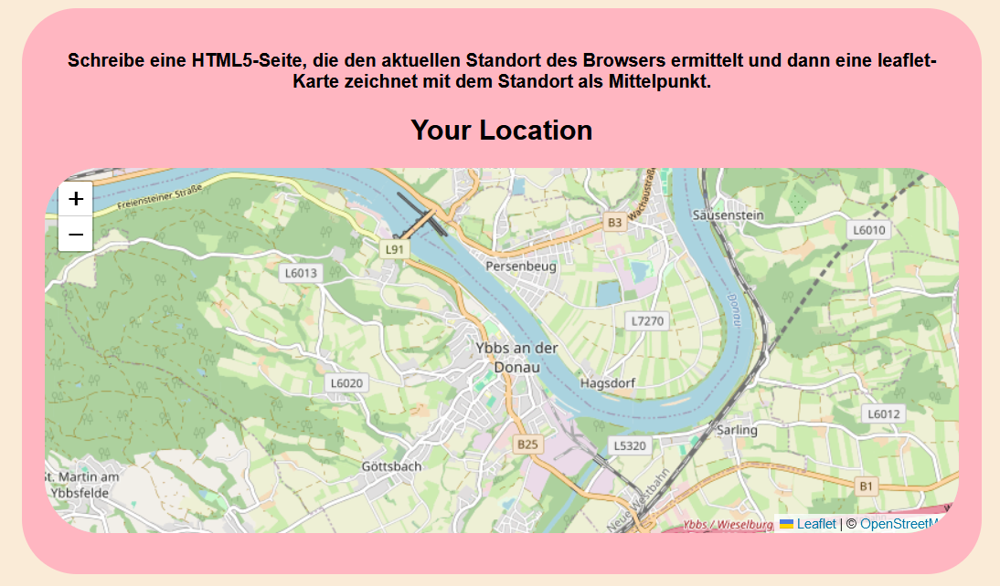 Schreibe eine HTML5-Seite, die den aktuellen Standort des Browsers ermittelt und dann eine leaflet-
Karte zeichnet mit dem Standort als Mittelpunkt.
Your Location
+
−
Freiensteiner Straße
Wachaustraß
B3
Säusenstein
L6010
L91
Persenbeug
L6013
Donau
L7270
Ybbs an der
Donau
L6020
Hagsdorf
L6012
Sarling
B25
L5320
Göttsbach
St. Martin am
Ybbsfelde
Neue Westbahn
B1
Ybbs / Wieselburg
Leaflet | © OpenStreetM